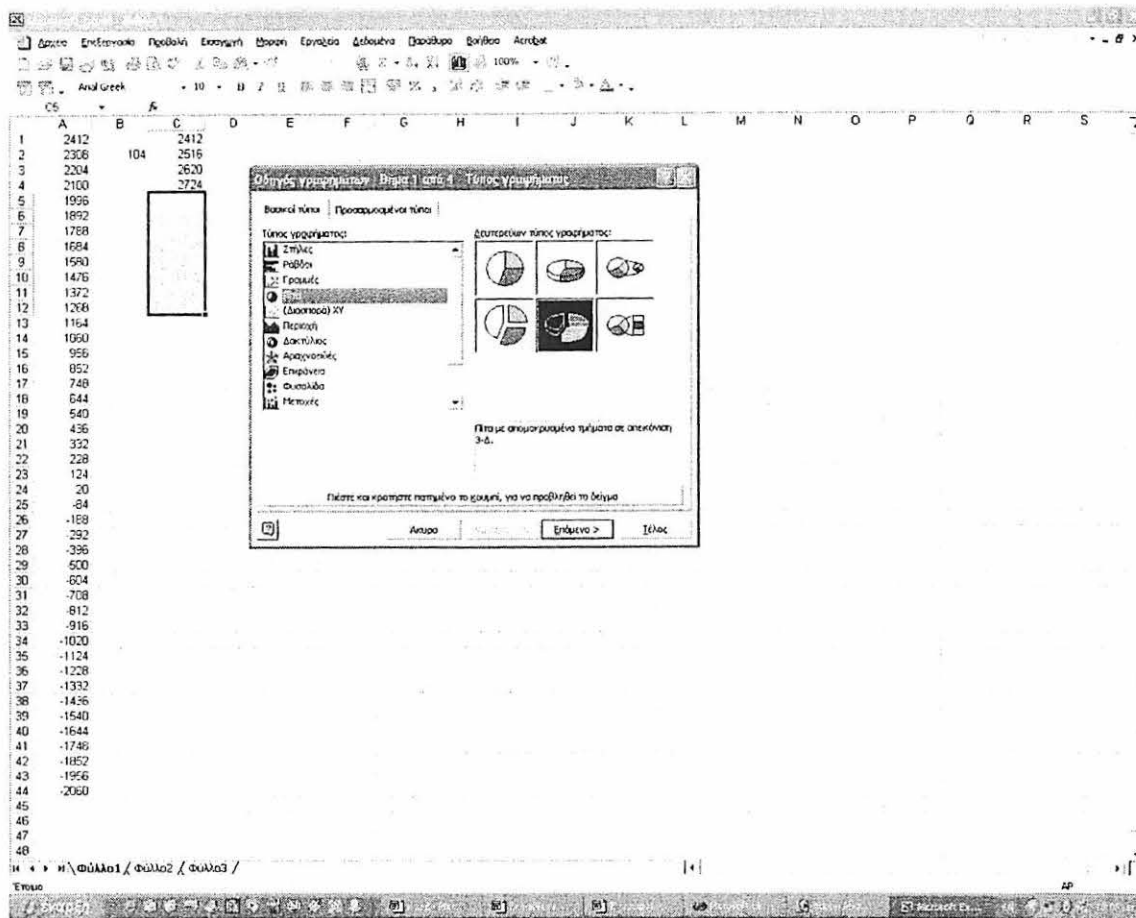 Αρχείο Επεξεργασία Προβολή Εισαγωγή Μορφή Εργαλεία Δεδομένα Παράθυρο Βοήθεια Acrobat
100%
Arial Greek 10
C5
A B C D E F G H I J K L M N O P Q R S
1 2412 2412
2 2308 104 2516
3 2204 2620
4 2100 2724
5 1996
6 1892
7 1788
8 1684
9 1580
10 1476
11 1372
12 1268
13 1164
14 1060
15 956
16 852
17 748
18 644
19 540
20 436
21 332
22 228
23 124
24 20
25 -84
26 -188
27 -292
28 -396
29 -500
30 -604
31 -708
32 -812
33 -916
34 -1020
35 -1124
36 -1228
37 -1332
38 -1436
39 -1540
40 -1644
41 -1748
42 -1852
43 -1956
44 -2060
45
46
47
48
Οδηγός γραφημάτων - Βήμα 1 από 4 - Τύπος γραφήματος
Βασικοί τύποι Προσαρμοσμένοι τύποι
Τύπος γραφήματος:
Στήλες
Ράβδοι
Γραμμές
(Διασπορά) XY
Περιοχή
Δακτύλιος
Αραχνοειδές
Επιφάνεια
Φυσαλίδα
Μετοχές
Δευτερεύων τύπος γραφήματος:
Πίτα με απομακρυσμένα τμήματα σε απεικόνιση
3-Δ.
Πιέστε και κρατήστε πατημένο το κουμπί, για να προβληθεί το δείγμα
Άκυρο Επόμενο > Τέλος
Φύλλο1 / Φύλλο2 / Φύλλο3 /
Έτοιμο
Έναρξη Microsoft Ex...